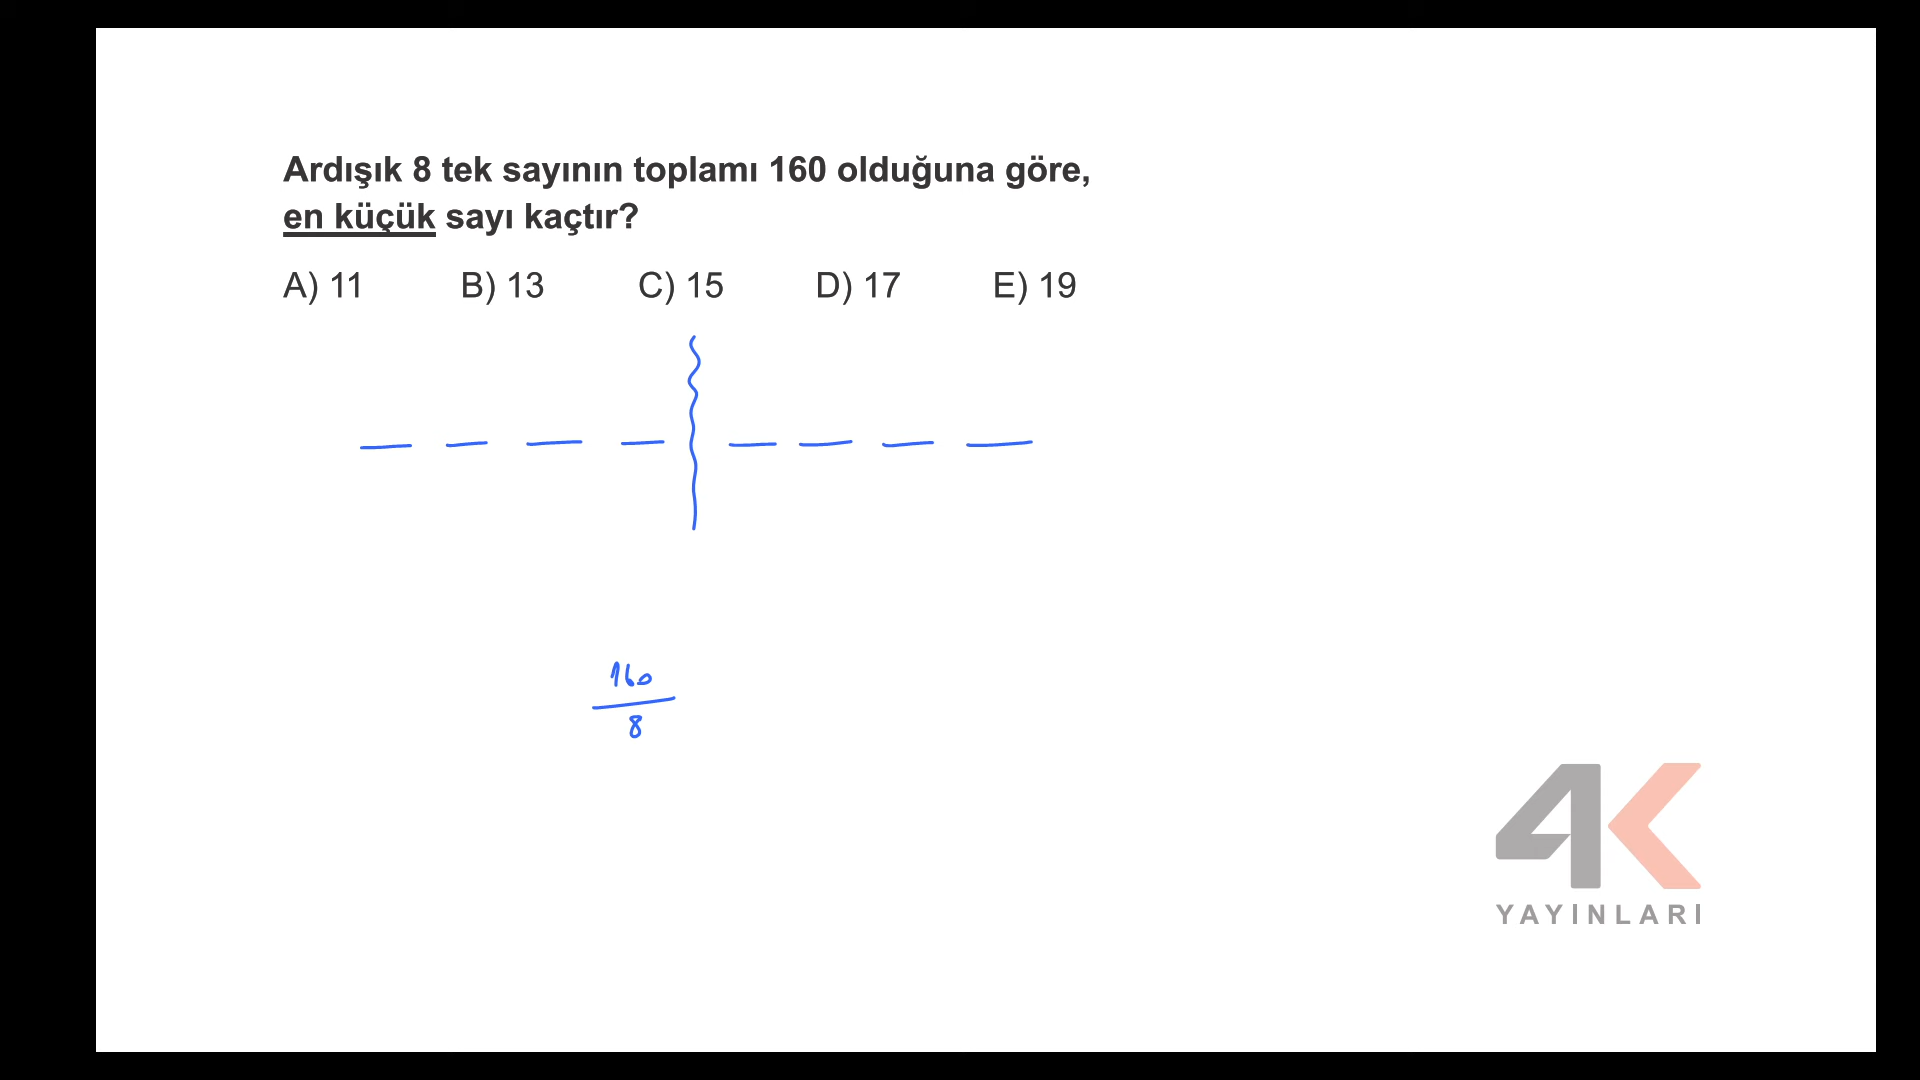 Ardışık 8 tek sayının toplamı 160 olduğuna göre,
en küçük sayı kaçtır?
A) 11 B) 13 C) 15 D) 17 E) 19
160
8
4K
YAYINLARI